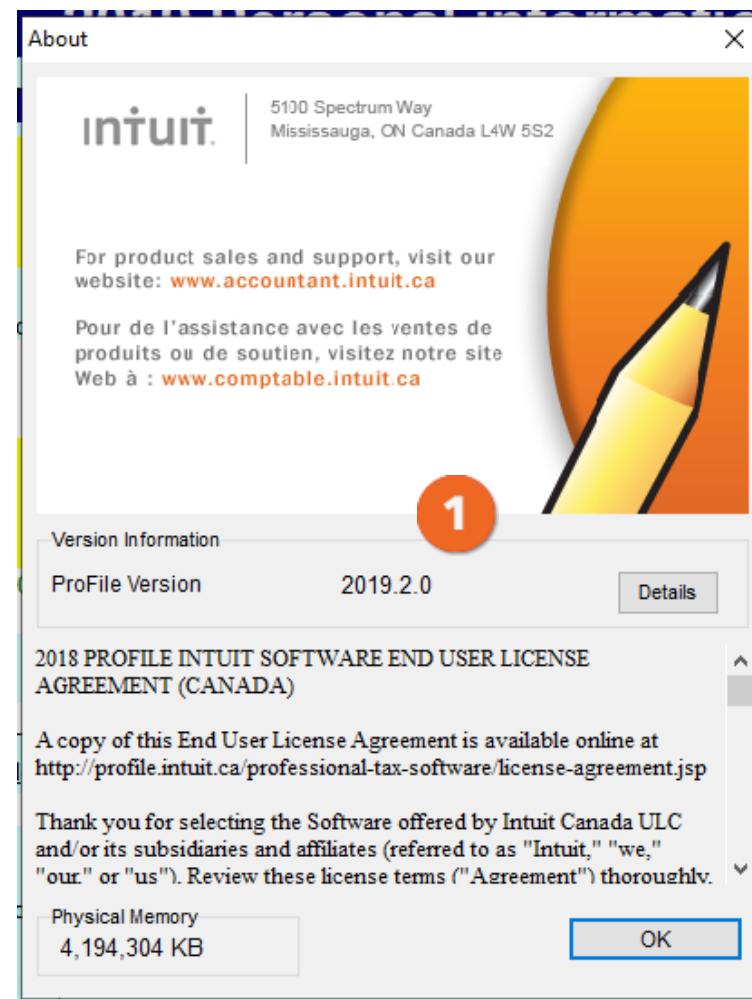 About
ıntuıt.
5100 Spectrum Way
Mississauga, ON Canada L4W 5S2
For product sales and support, visit our
website: www.accountant.intuit.ca
Pour de l'assistance avec les ventes de
produits ou de soutien, visitez notre site
Web à : www.comptable.intuit.ca
1
Version Information
ProFile Version 2019.2.0 Details
2018 PROFILE INTUIT SOFTWARE END USER LICENSE
AGREEMENT (CANADA)
A copy of this End User License Agreement is available online at
http://profile.intuit.ca/professional-tax-software/license-agreement.jsp
Thank you for selecting the Software offered by Intuit Canada ULC
and/or its subsidiaries and affiliates (referred to as "Intuit," "we,"
"our," or "us"). Review these license terms ("Agreement") thoroughly.
Physical Memory
4,194,304 KB
OK